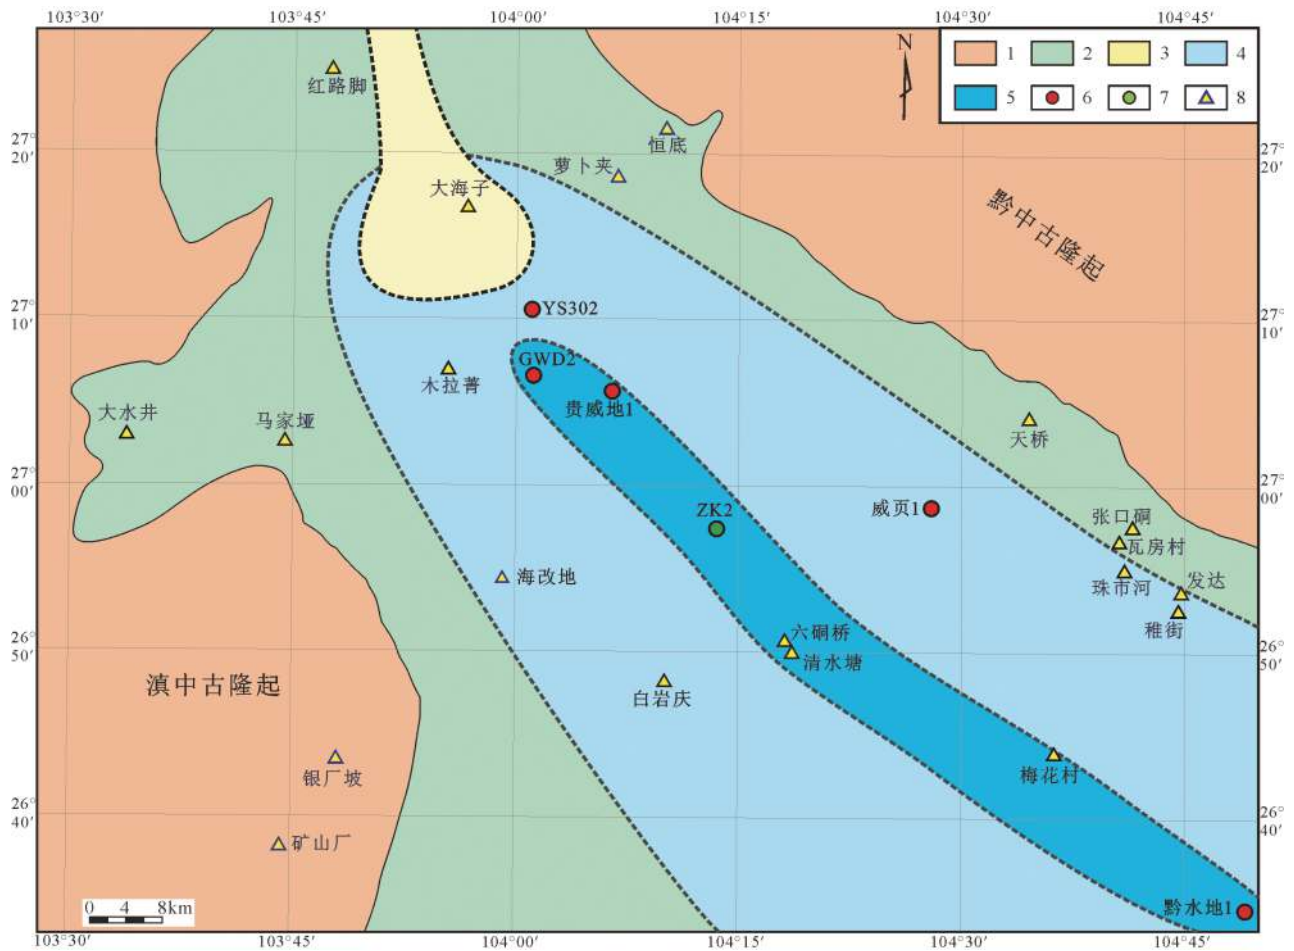 103°30′ 103°45′ 104°00′ 104°15′ 104°30′ 104°45′
N
1 2 3 4
5 6 7 8
红路脚
恒底
27°
20′
27°
20′
萝卜夹
大海子
黔中古隆起
27°
10′
YS302
27°
10′
GWD2
木拉菁
贵威地1
大水井
马家垭
天桥
27°
00′
27°
00′
ZK2
威页1
张口硐
瓦房村
海改地
珠市河
发达
稚街
26°
50′
六硐桥
26°
50′
清水塘
滇中古隆起
白岩庆
银厂坡
梅花村
26°
40′
26°
40′
矿山厂
0 4 8km
黔水地1
103°30′ 103°45′ 104°00′ 104°15′ 104°30′ 104°45′